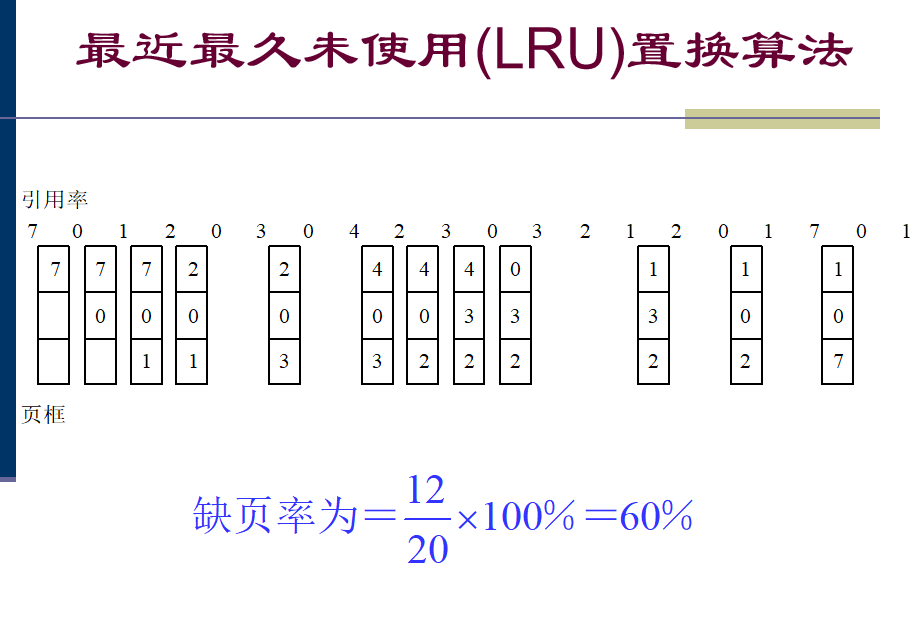 最近最久未使用(LRU)置换算法
引用率
7 0 1 2 0 3 0 4 2 3 0 3 2 1 2 0 1 7 0 1
7 7 7 2 2 4 4 4 0 1 1 1
0 0 0 0 0 0 3 3 3 0 0
1 1 3 3 2 2 2 2 2 7
页框
缺页率为=12/20×100%=60%